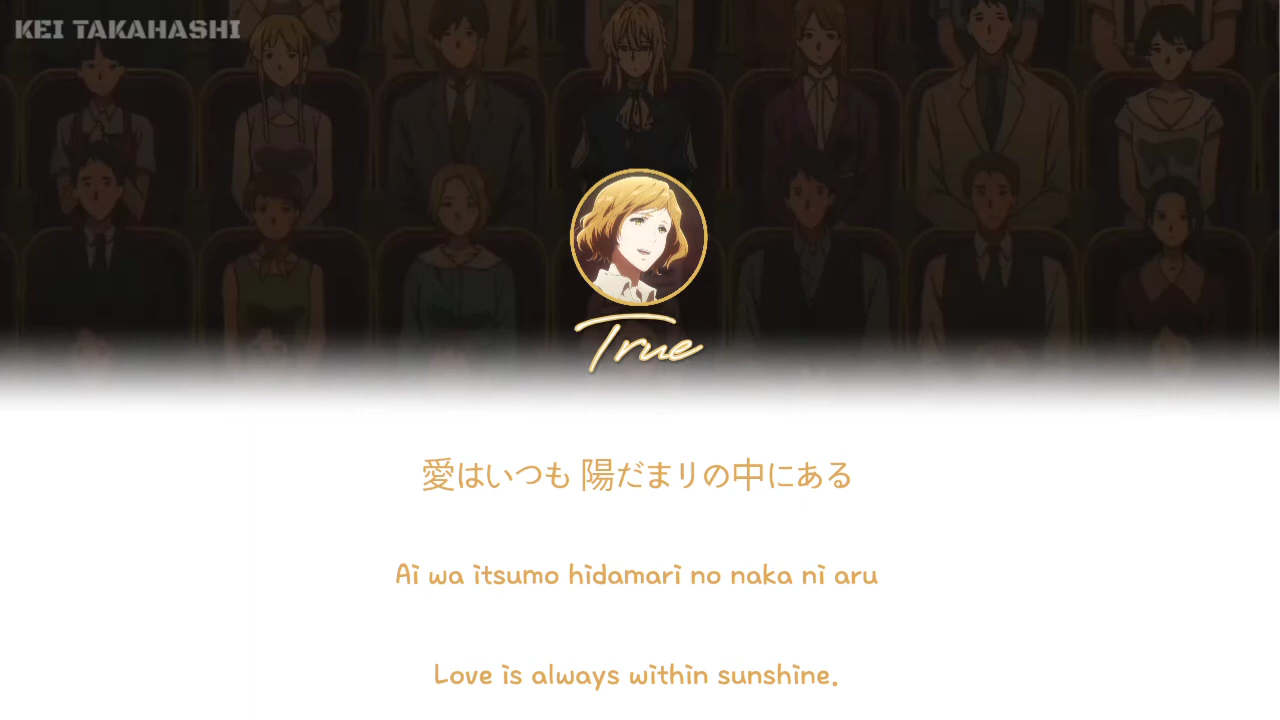 KEI TAKAHASHI
True
愛はいつも 陽だまりの中にある
Ai wa itsumo hidamari no naka ni aru
Love is always within sunshine.